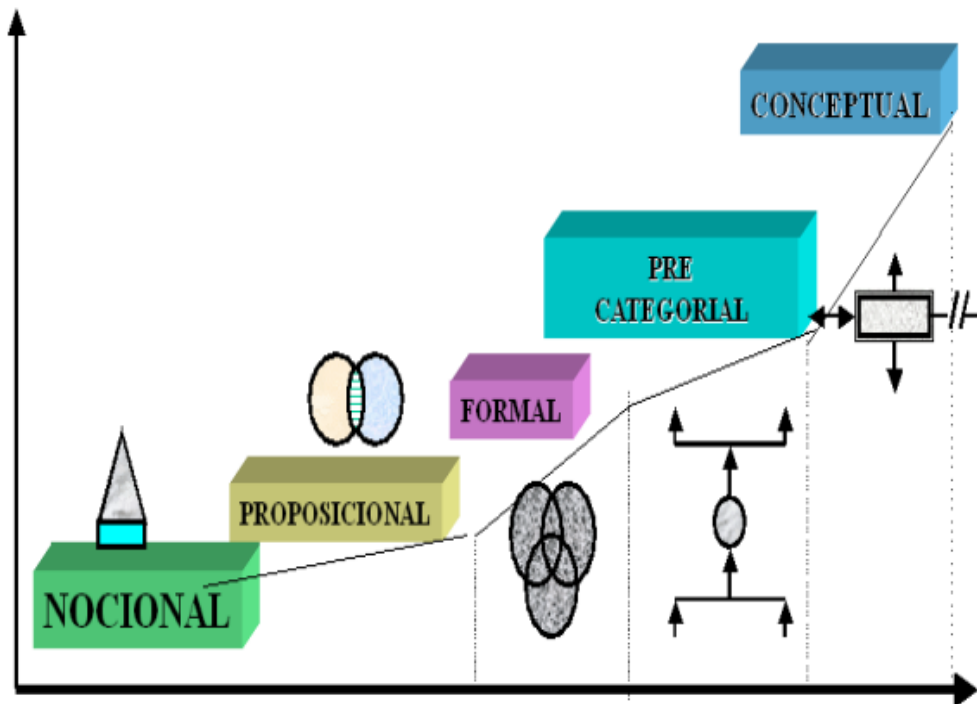 CONCEPTUAL
PRE
CATEGORIAL
FORMAL
PROPOSICIONAL
NOCIONAL